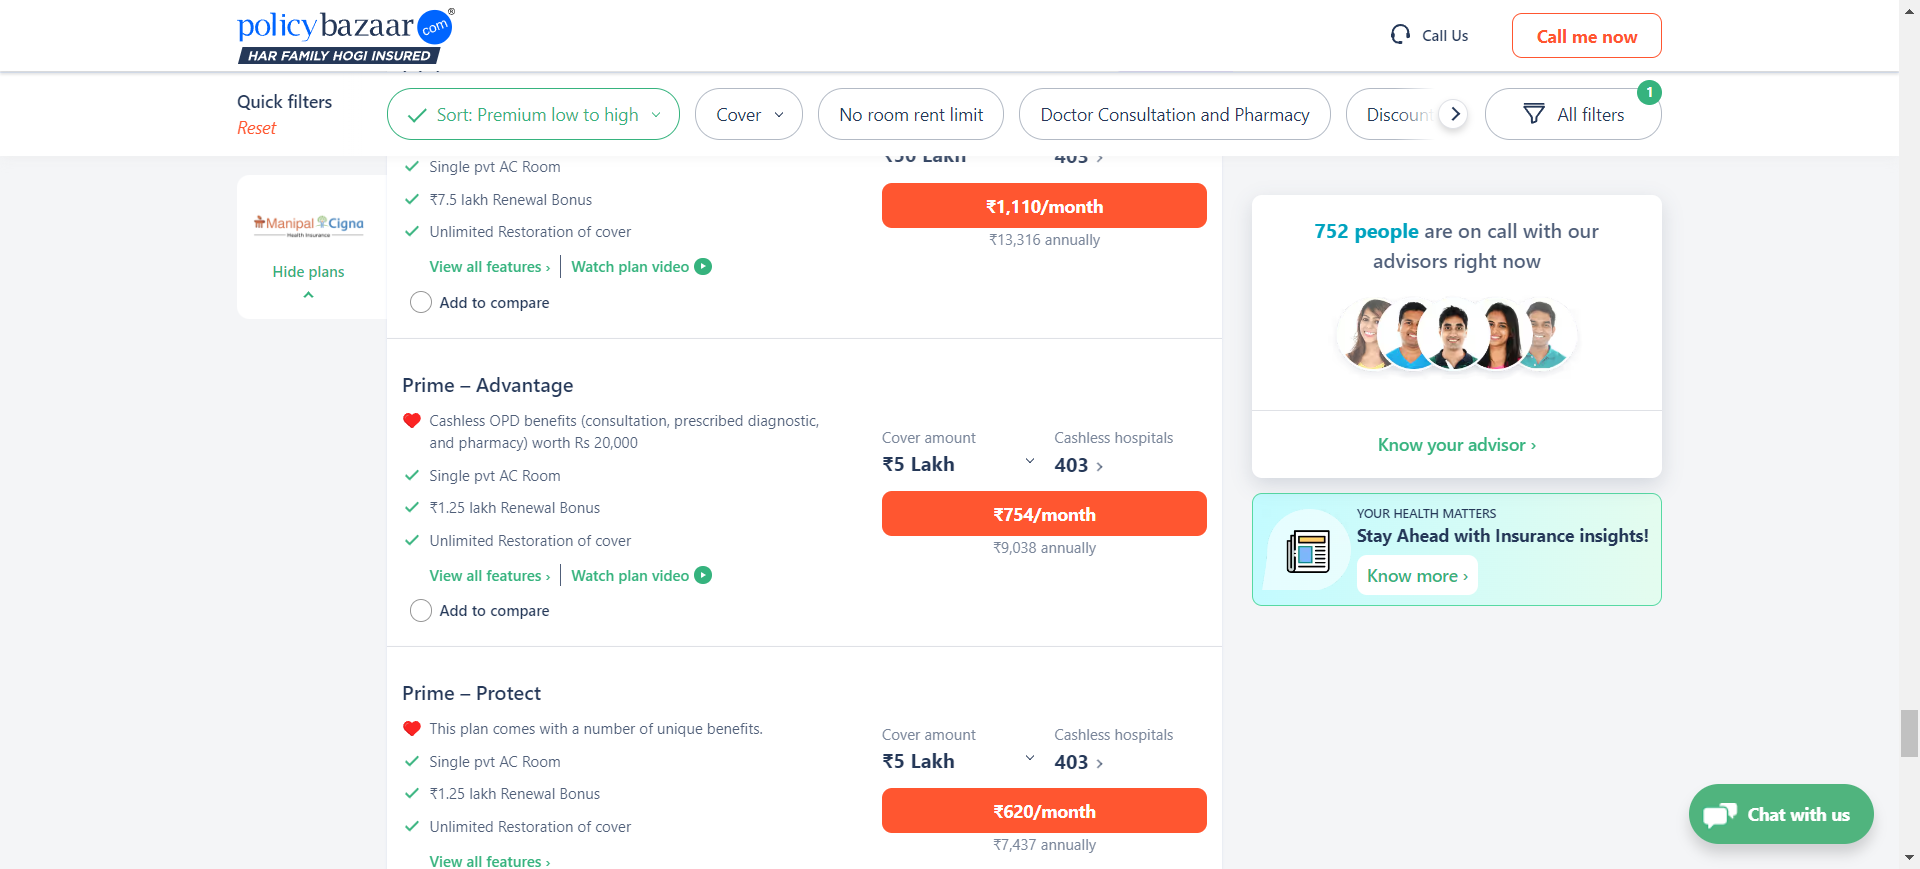 policybazaar.com®
HAR FAMILY HOGI INSURED
Call Us
Call me now
Quick filters
Reset
Sort: Premium low to high
Cover
No room rent limit
Doctor Consultation and Pharmacy
Discount
All filters
1
Manipal Cigna
Health Insurance
Hide plans
Single pvt AC Room
₹7.5 lakh Renewal Bonus
Unlimited Restoration of cover
View all features ›
Watch plan video
Add to compare
₹50 Lakh
403 ›
₹1,110/month
₹13,316 annually
Prime – Advantage
Cashless OPD benefits (consultation, prescribed diagnostic,
and pharmacy) worth Rs 20,000
Single pvt AC Room
₹1.25 lakh Renewal Bonus
Unlimited Restoration of cover
View all features ›
Watch plan video
Add to compare
Cover amount
₹5 Lakh
Cashless hospitals
403 ›
₹754/month
₹9,038 annually
Prime – Protect
This plan comes with a number of unique benefits.
Single pvt AC Room
₹1.25 lakh Renewal Bonus
Unlimited Restoration of cover
View all features ›
Cover amount
₹5 Lakh
Cashless hospitals
403 ›
₹620/month
₹7,437 annually
752 people are on call with our
advisors right now
Know your advisor ›
YOUR HEALTH MATTERS
Stay Ahead with Insurance insights!
Know more ›
Chat with us